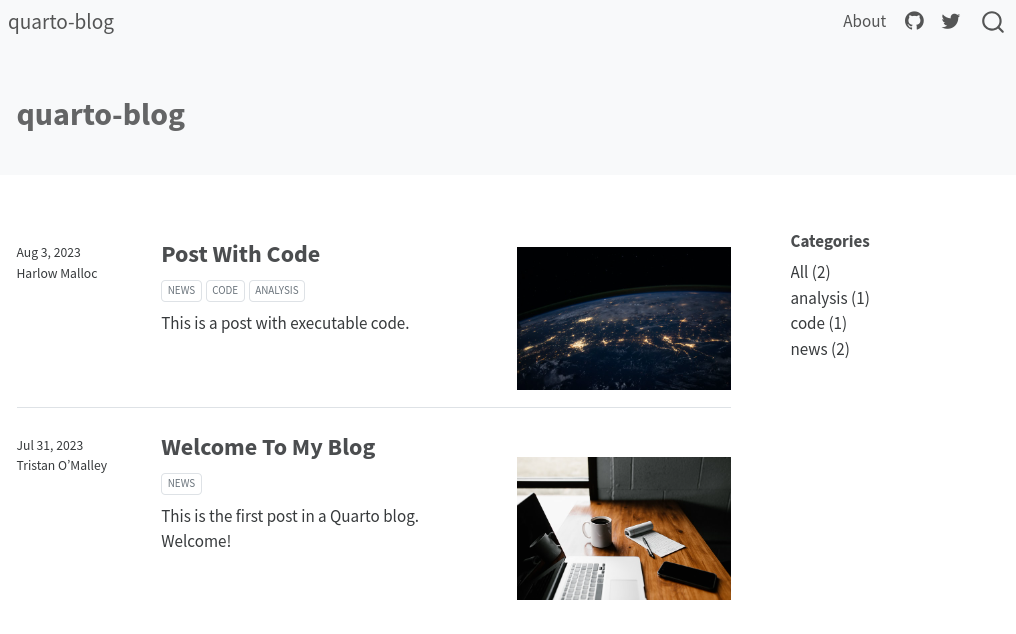 quarto-blog
About
quarto-blog
Aug 3, 2023
Harlow Malloc
Post With Code
NEWS CODE ANALYSIS
This is a post with executable code.
Jul 31, 2023
Tristan O’Malley
Welcome To My Blog
NEWS
This is the first post in a Quarto blog.
Welcome!
Categories
All (2)
analysis (1)
code (1)
news (2)